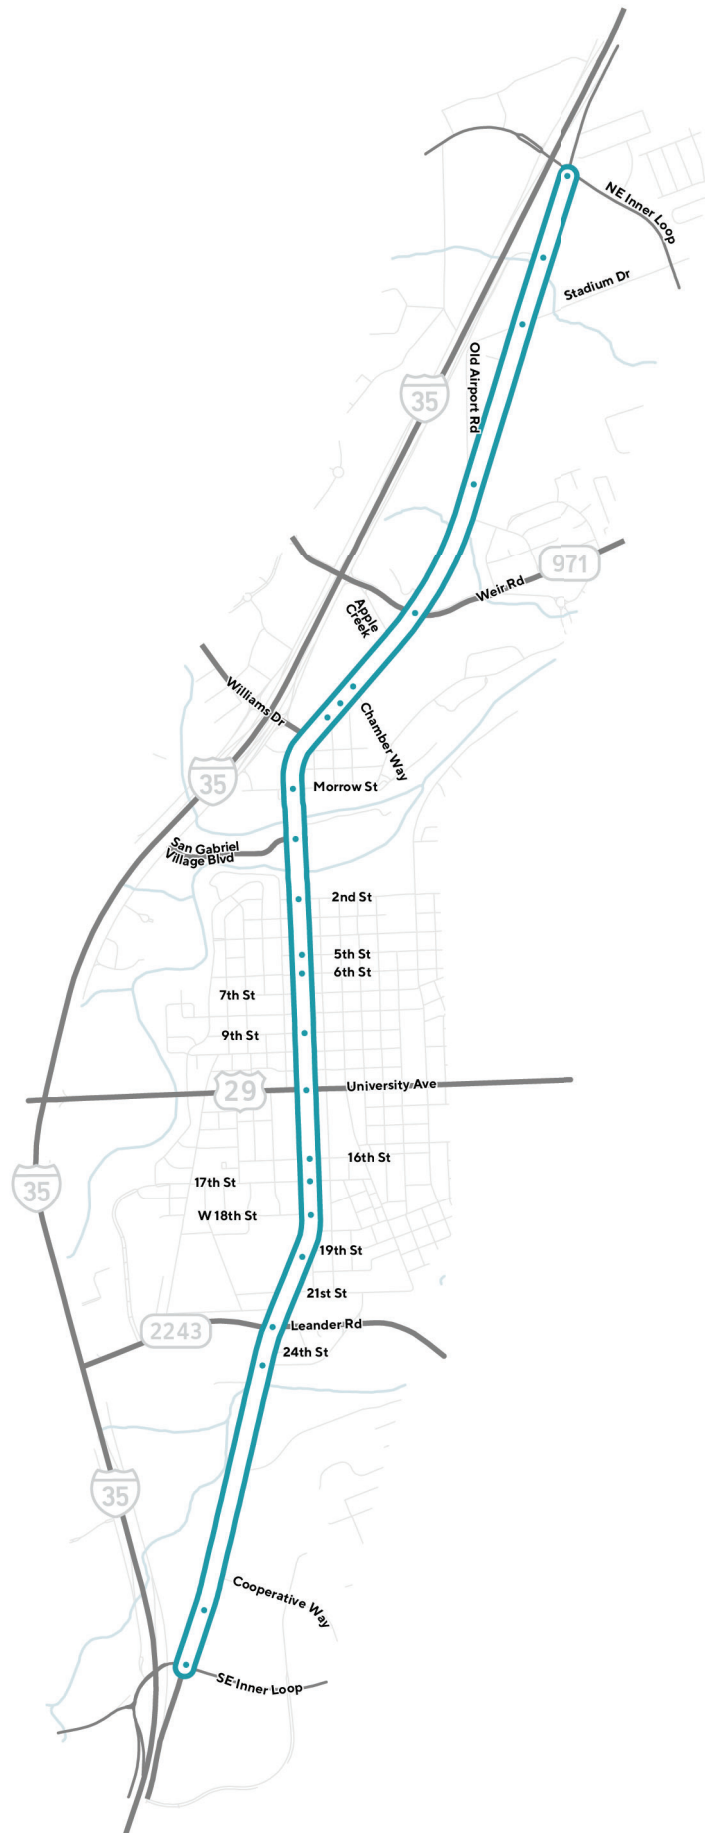 NE Inner Loop
Stadium Dr
Old Airport Rd
35
971
Weir Rd
Apple
Creek
Williams Dr
Chamber Way
35
Morrow St
San Gabriel
Village Blvd
2nd St
5th St
6th St
7th St
9th St
29
University Ave
16th St
35
17th St
W 18th St
19th St
21st St
2243
Leander Rd
24th St
35
Cooperative Way
SE Inner Loop